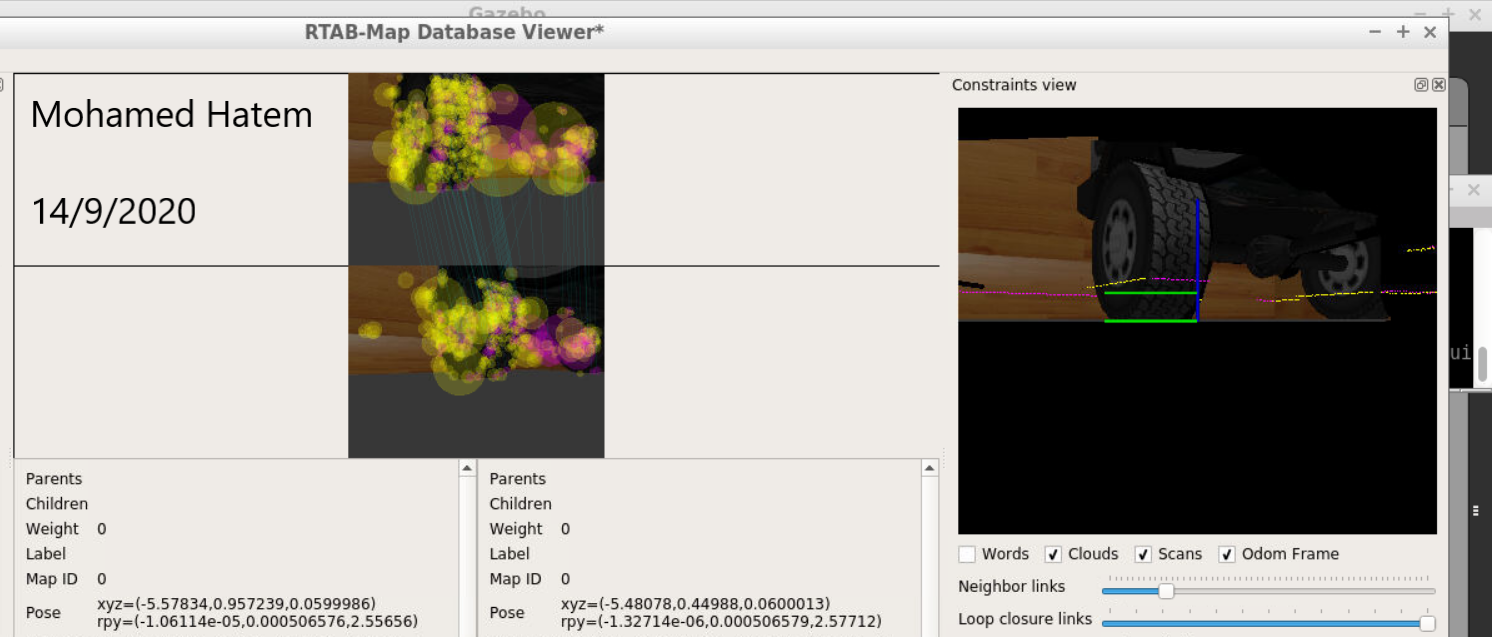 Gazebo
RTAB-Map Database Viewer*
Mohamed Hatem
14/9/2020
Constraints view
ui
Parents
Children
Weight 0
Label
Map ID 0
Pose xyz=(-5.57834,0.957239,0.0599986)
rpy=(-1.06114e-05,0.000506576,2.55656)
Parents
Children
Weight 0
Label
Map ID 0
Pose xyz=(-5.48078,0.44988,0.0600013)
rpy=(-1.32714e-06,0.000506579,2.57712)
Words Clouds Scans Odom Frame
Neighbor links
Loop closure links